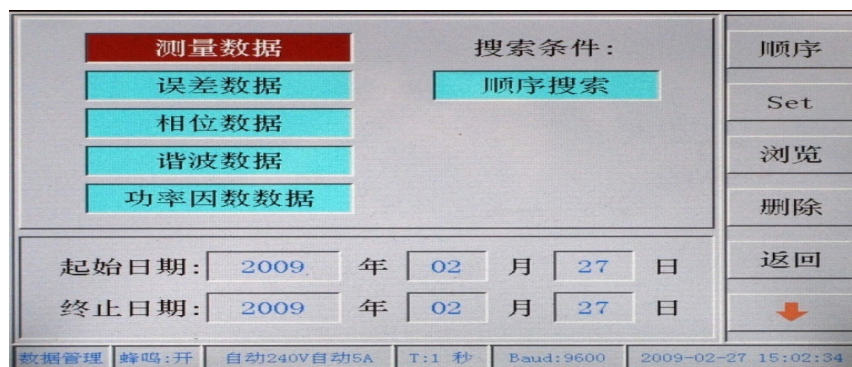 测量数据
误差数据
相位数据
谐波数据
功率因数数据
搜索条件:
顺序搜索
起始日期: 2009 年 02 月 27 日
终止日期: 2009 年 02 月 27 日
顺序
Set
浏览
删除
返回
数据管理 蜂鸣:开 自动240V自动5A T:1 秒 Baud:9600 2009-02-27 15:02:34